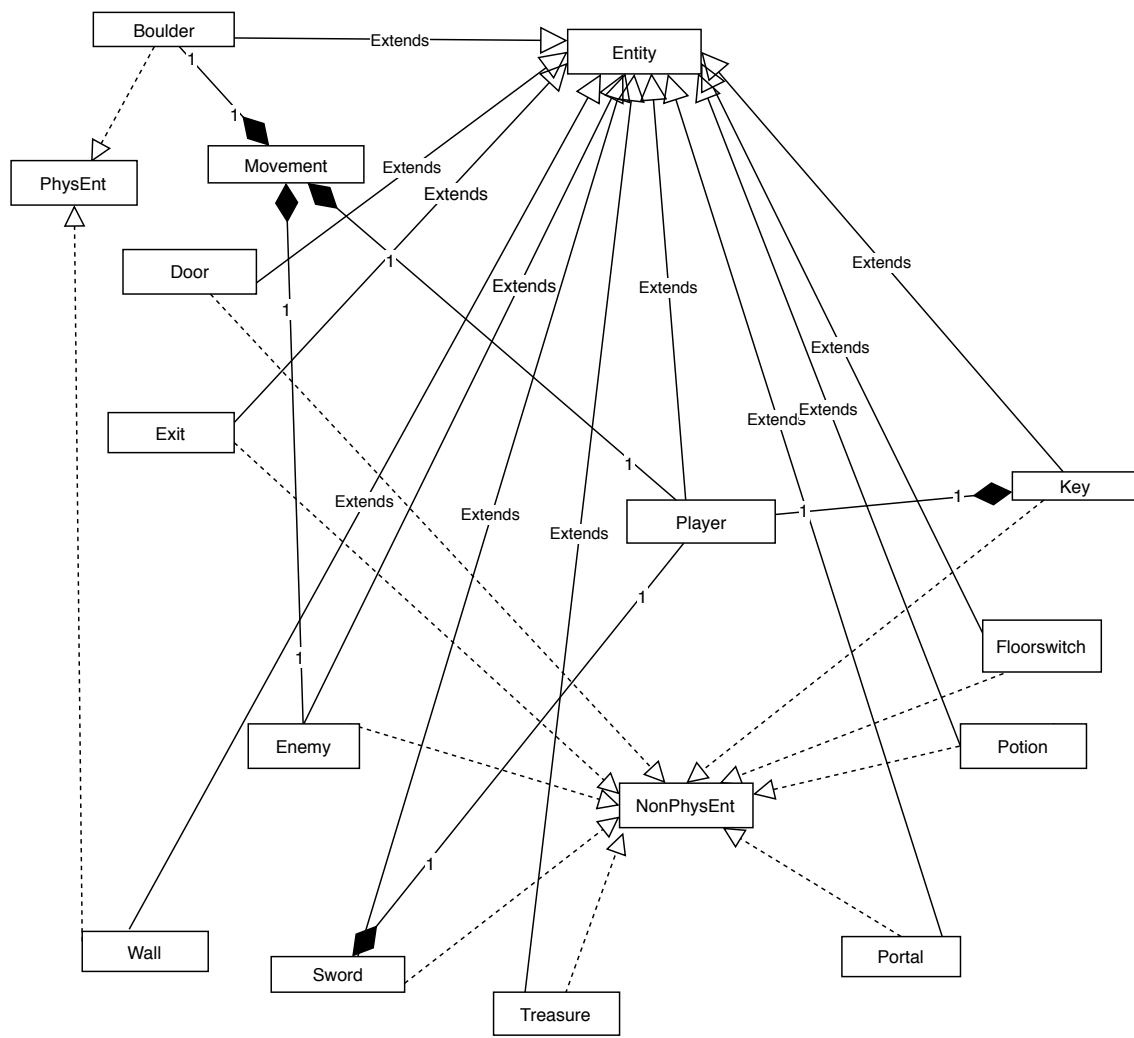 Boulder
Extends
Entity
1
1
Movement
PhysEnt
Extends
Extends
Door
1
Extends
Extends
Extends
1
Extends
Extends
Extends
Exit
1
Key
1
Extends
1
Extends
Player
Extends
1
Floorswitch
1
Enemy
Potion
NonPhysEnt
1
Wall
Portal
Sword
Treasure